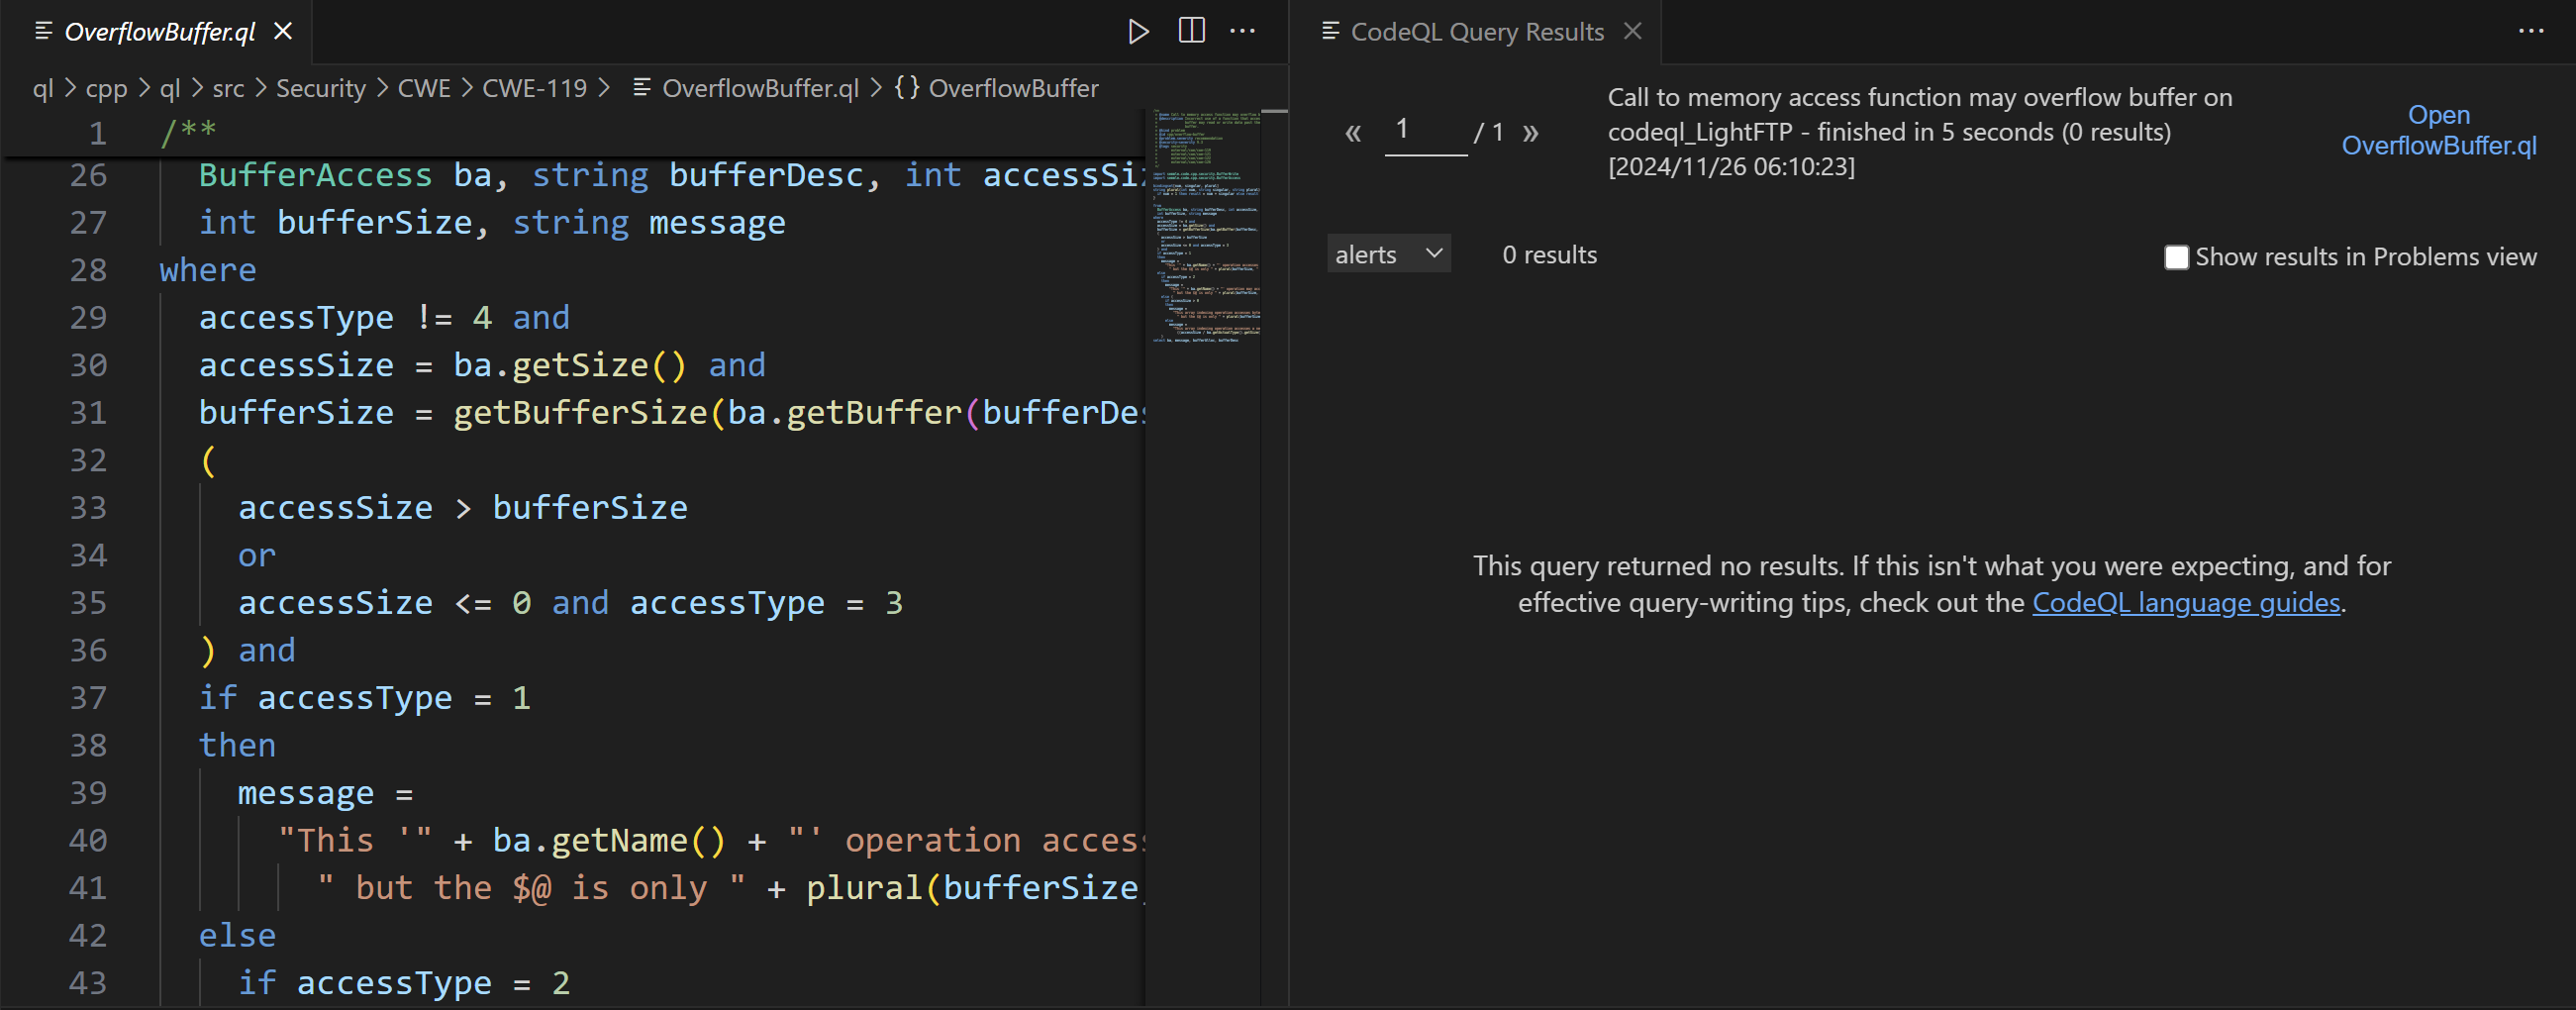 OverflowBuffer.ql
ql > cpp > ql > src > Security > CWE > CWE-119 > OverflowBuffer.ql > {} OverflowBuffer
1 /**
26 BufferAccess ba, string bufferDesc, int accessSiz
27 int bufferSize, string message
28 where
29 accessType != 4 and
30 accessSize = ba.getSize() and
31 bufferSize = getBufferSize(ba.getBuffer(bufferDes
32 (
33 accessSize > bufferSize
34 or
35 accessSize <= 0 and accessType = 3
36 ) and
37 if accessType = 1
38 then
39 message =
40 "This '" + ba.getName() + "' operation access
41 " but the $@ is only " + plural(bufferSize,
42 else
43 if accessType = 2
CodeQL Query Results
« 1 / 1 »
Call to memory access function may overflow buffer on
codeql_LightFTP - finished in 5 seconds (0 results)
[2024/11/26 06:10:23]
Open
OverflowBuffer.ql
alerts
0 results
Show results in Problems view
This query returned no results. If this isn't what you were expecting, and for
effective query-writing tips, check out the CodeQL language guides.